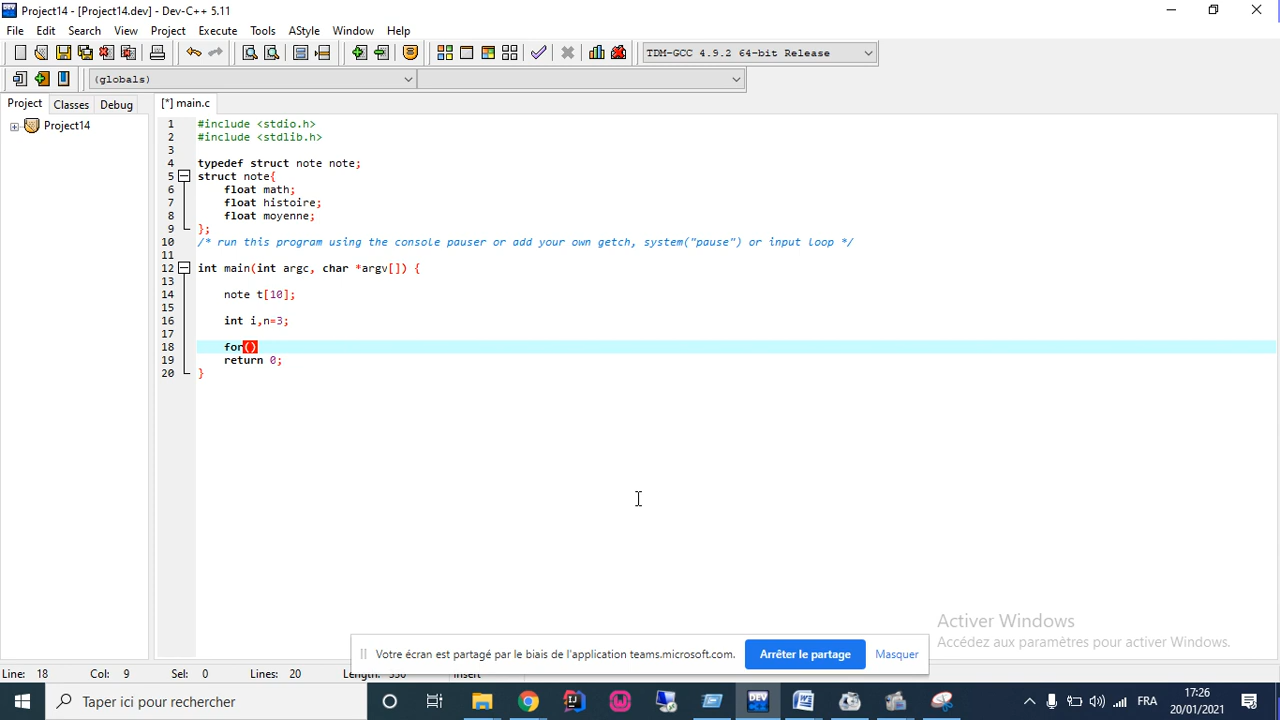 Project14 - [Project14.dev] - Dev-C++ 5.11
File Edit Search View Project Execute Tools AStyle Window Help
TDM-GCC 4.9.2 64-bit Release
(globals)
Project Classes Debug
[*] main.c
Project14
1 #include <stdio.h>
2 #include <stdlib.h>
3
4 typedef struct note note;
5 struct note{
6 float math;
7 float histoire;
8 float moyenne;
9 };
10 /* run this program using the console pauser or add your own getch, system("pause") or input loop */
11
12 int main(int argc, char *argv[]) {
13
14 note t[10];
15
16 int i,n=3;
17
18 for()
19 return 0;
20 }
Activer Windows
Accédez aux paramètres pour activer Windows.
Votre écran est partagé par le biais de l'application teams.microsoft.com. Arrêter le partage Masquer
Line: 18 Col: 9 Sel: 0 Lines: 20
Taper ici pour rechercher
FRA
17:26
20/01/2021